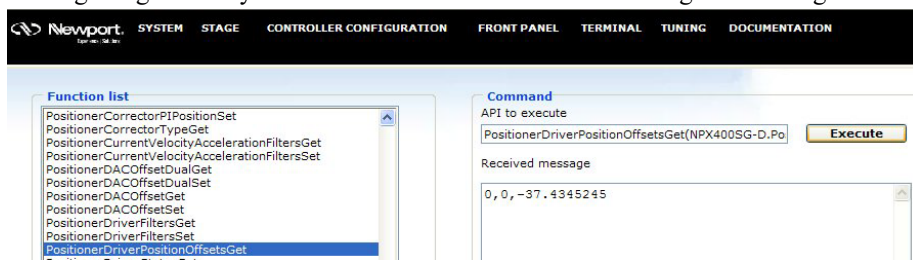 Newport. SYSTEM STAGE CONTROLLER CONFIGURATION FRONT PANEL TERMINAL TUNING DOCUMENTATION
Function list
PositionerCorrectorPIPositionSet
PositionerCorrectorTypeGet
PositionerCurrentVelocityAccelerationFiltersGet
PositionerCurrentVelocityAccelerationFiltersSet
PositionerDACOffsetDualGet
PositionerDACOffsetDualSet
PositionerDACOffsetGet
PositionerDACOffsetSet
PositionerDriverFiltersGet
PositionerDriverFiltersSet
PositionerDriverPositionOffsetsGet
Command
API to execute
PositionerDriverPositionOffsetsGet(NPX400SG-D.Po Execute
Received message
0,0,-37.4345245